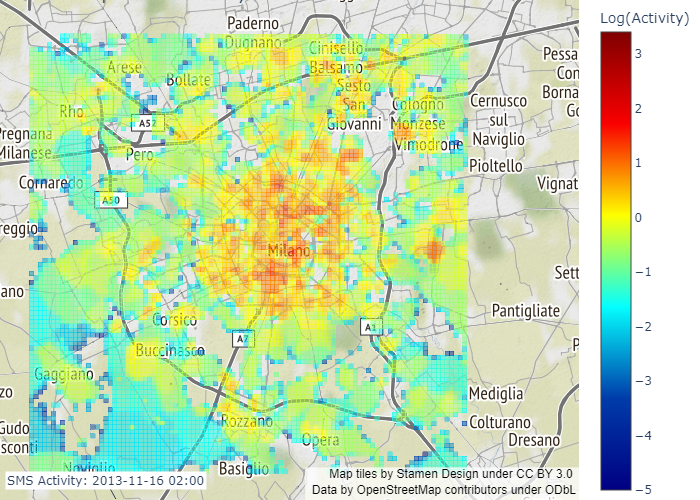 Log(Activity)
3
2
1
0
−1
−2
−3
−4
−5
Paderno
Dugnano
Cinisello
Balsamo
Arese
Bollate
Sesto
San
Giovanni
Rho
A52
Cologno
Monzese
Vimodrone
Cernusco
sul
Naviglio
Pessa
Con
Borna
Go
Pregnana
Milanese
Pero
Pioltello
Cornaredo
A50
Vignat
reggio
Milano
Sett
ano
Pantigliate
Corsico
A7
A1
Buccinasco
P
Gaggiano
zo
Mediglia
Rozzano
Colturano
Gudo
Opera
Dresano
sconti
Noviglio
Basiglio
SMS Activity: 2013-11-16 02:00
Map tiles by Stamen Design under CC BY 3.0
Data by OpenStreetMap contributors under ODbL